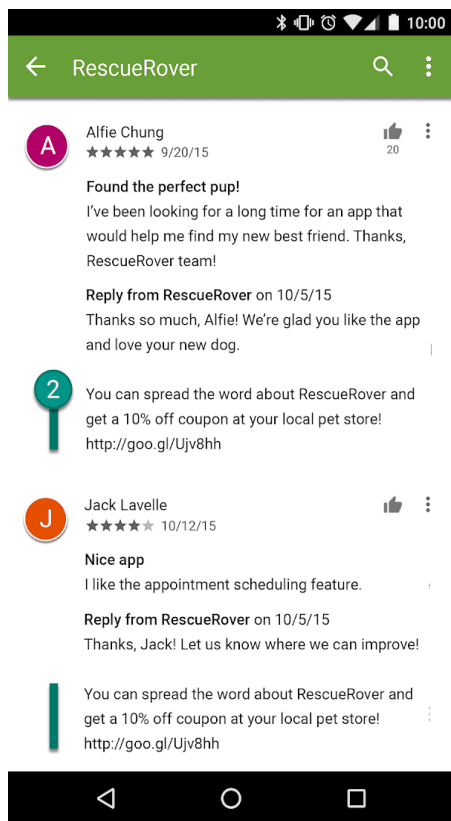 10:00
RescueRover
A
Alfie Chung
★★★★★ 9/20/15
20
Found the perfect pup!
I've been looking for a long time for an app that
would help me find my new best friend. Thanks,
RescueRover team!
Reply from RescueRover on 10/5/15
Thanks so much, Alfie! We're glad you like the app
and love your new dog.
2
You can spread the word about RescueRover and
get a 10% off coupon at your local pet store!
http://goo.gl/Ujv8hh
J
Jack Lavelle
★★★★★ 10/12/15
Nice app
I like the appointment scheduling feature.
Reply from RescueRover on 10/5/15
Thanks, Jack! Let us know where we can improve!
You can spread the word about RescueRover and
get a 10% off coupon at your local pet store!
http://goo.gl/Ujv8hh